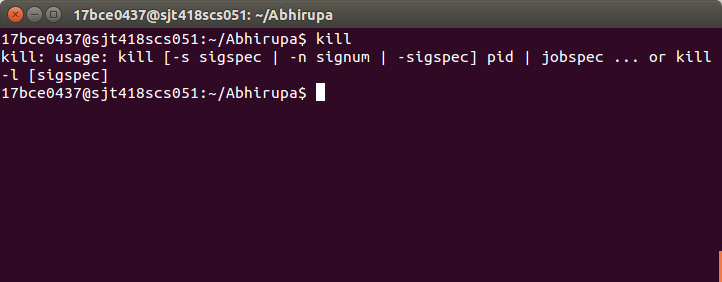 17bce0437@sjt418scs051: ~/Abhirupa
17bce0437@sjt418scs051:~/Abhirupa$ kill
kill: usage: kill [-s sigspec | -n signum | -sigspec] pid | jobspec ... or kill
-l [sigspec]
17bce0437@sjt418scs051:~/Abhirupa$